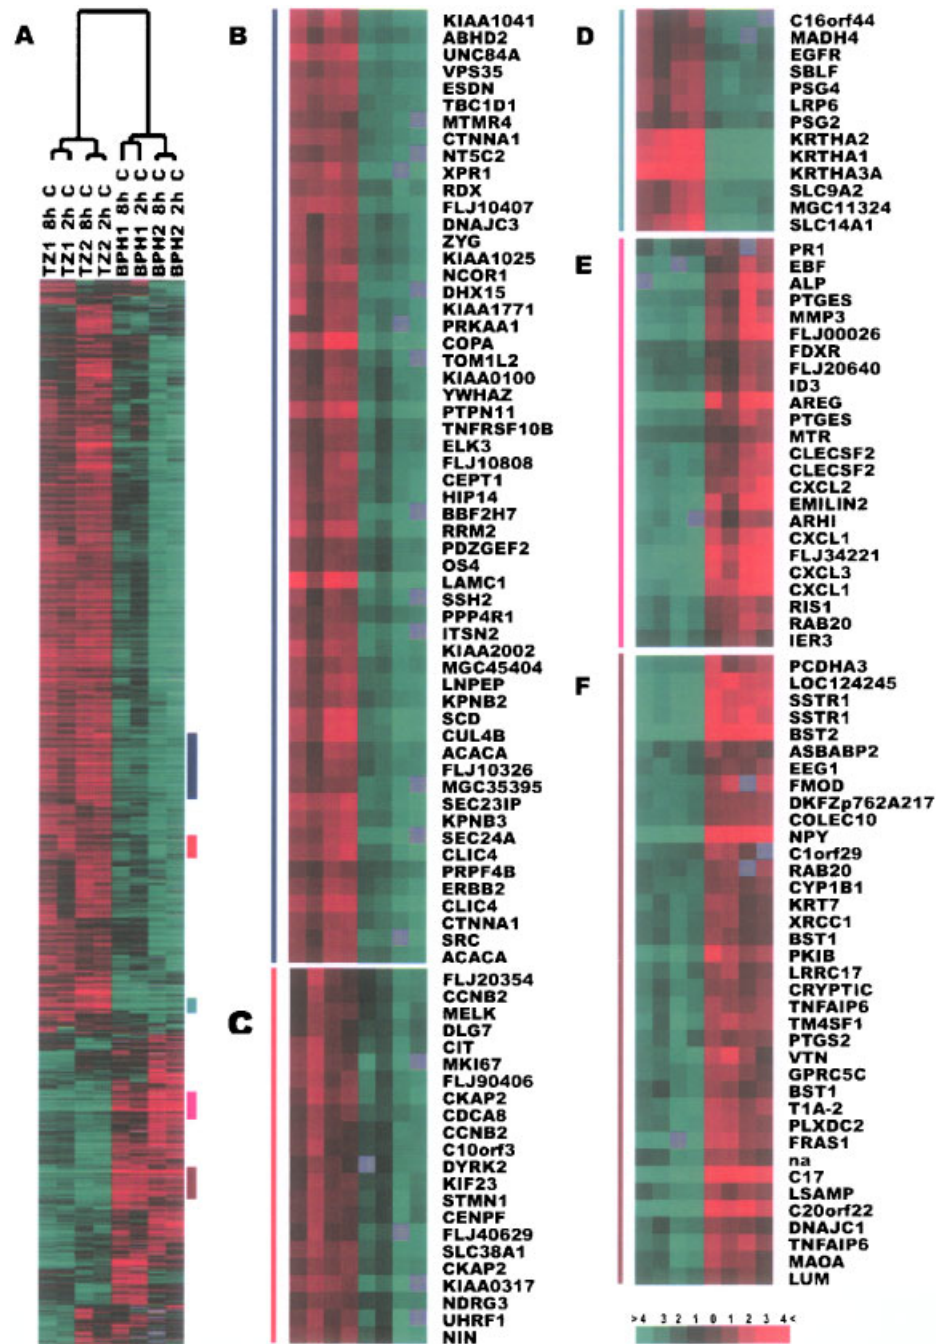 A
TZ1 8h C
TZ1 2h C
TZ2 8h C
TZ2 2h C
BPH1 8h C
BPH1 2h C
BPH2 8h C
BPH2 2h C
B
KIAA1041
ABHD2
UNC84A
VPS35
ESDN
TBC1D1
MTMR4
CTNNA1
NT5C2
XPR1
RDX
FLJ10407
DNAJC3
ZYG
KIAA1025
NCOR1
DHX15
KIAA1771
PRKAA1
COPA
TOM1L2
KIAA0100
YWHAZ
PTPN11
TNFRSF10B
ELK3
FLJ10808
CEPT1
HIP14
BBF2H7
RRM2
PDZGEF2
OS4
LAMC1
SSH2
PPP4R1
ITSN2
KIAA2002
MGC45404
LNPEP
KPNB2
SCD
CUL4B
ACACA
FLJ10326
MGC35395
SEC23IP
KPNB3
SEC24A
CLIC4
PRPF4B
ERBB2
CLIC4
CTNNA1
SRC
ACACA
C
FLJ20354
CCNB2
MELK
DLG7
CIT
MKI67
FLJ90406
CKAP2
CDCA8
CCNB2
C10orf3
DYRK2
KIF23
STMN1
CENPF
FLJ40629
SLC38A1
CKAP2
KIAA0317
NDRG3
UHRF1
NIN
D
C16orf44
MADH4
EGFR
SBLF
PSG4
LRP6
PSG2
KRTHA2
KRTHA1
KRTHA3A
SLC9A2
MGC11324
SLC14A1
E
PR1
EBF
ALP
PTGES
MMP3
FLJ00026
FDXR
FLJ20640
ID3
AREG
PTGES
MTR
CLECSF2
CLECSF2
CXCL2
EMILIN2
ARHI
CXCL1
FLJ34221
CXCL3
CXCL1
RIS1
RAB20
IER3
F
PCDHA3
LOC124245
SSTR1
SSTR1
BST2
ASBABP2
EEG1
FMOD
DKFZp762A217
COLEC10
NPY
C1orf29
RAB20
CYP1B1
KRT7
XRCC1
BST1
PKIB
LRRC17
CRYPTIC
TNFAIP6
TM4SF1
PTGS2
VTN
GPRC5C
BST1
T1A-2
PLXDC2
FRAS1
na
C17
LSAMP
C20orf22
DNAJC1
TNFAIP6
MAOA
LUM
>4 3 2 1 0 1 2 4<